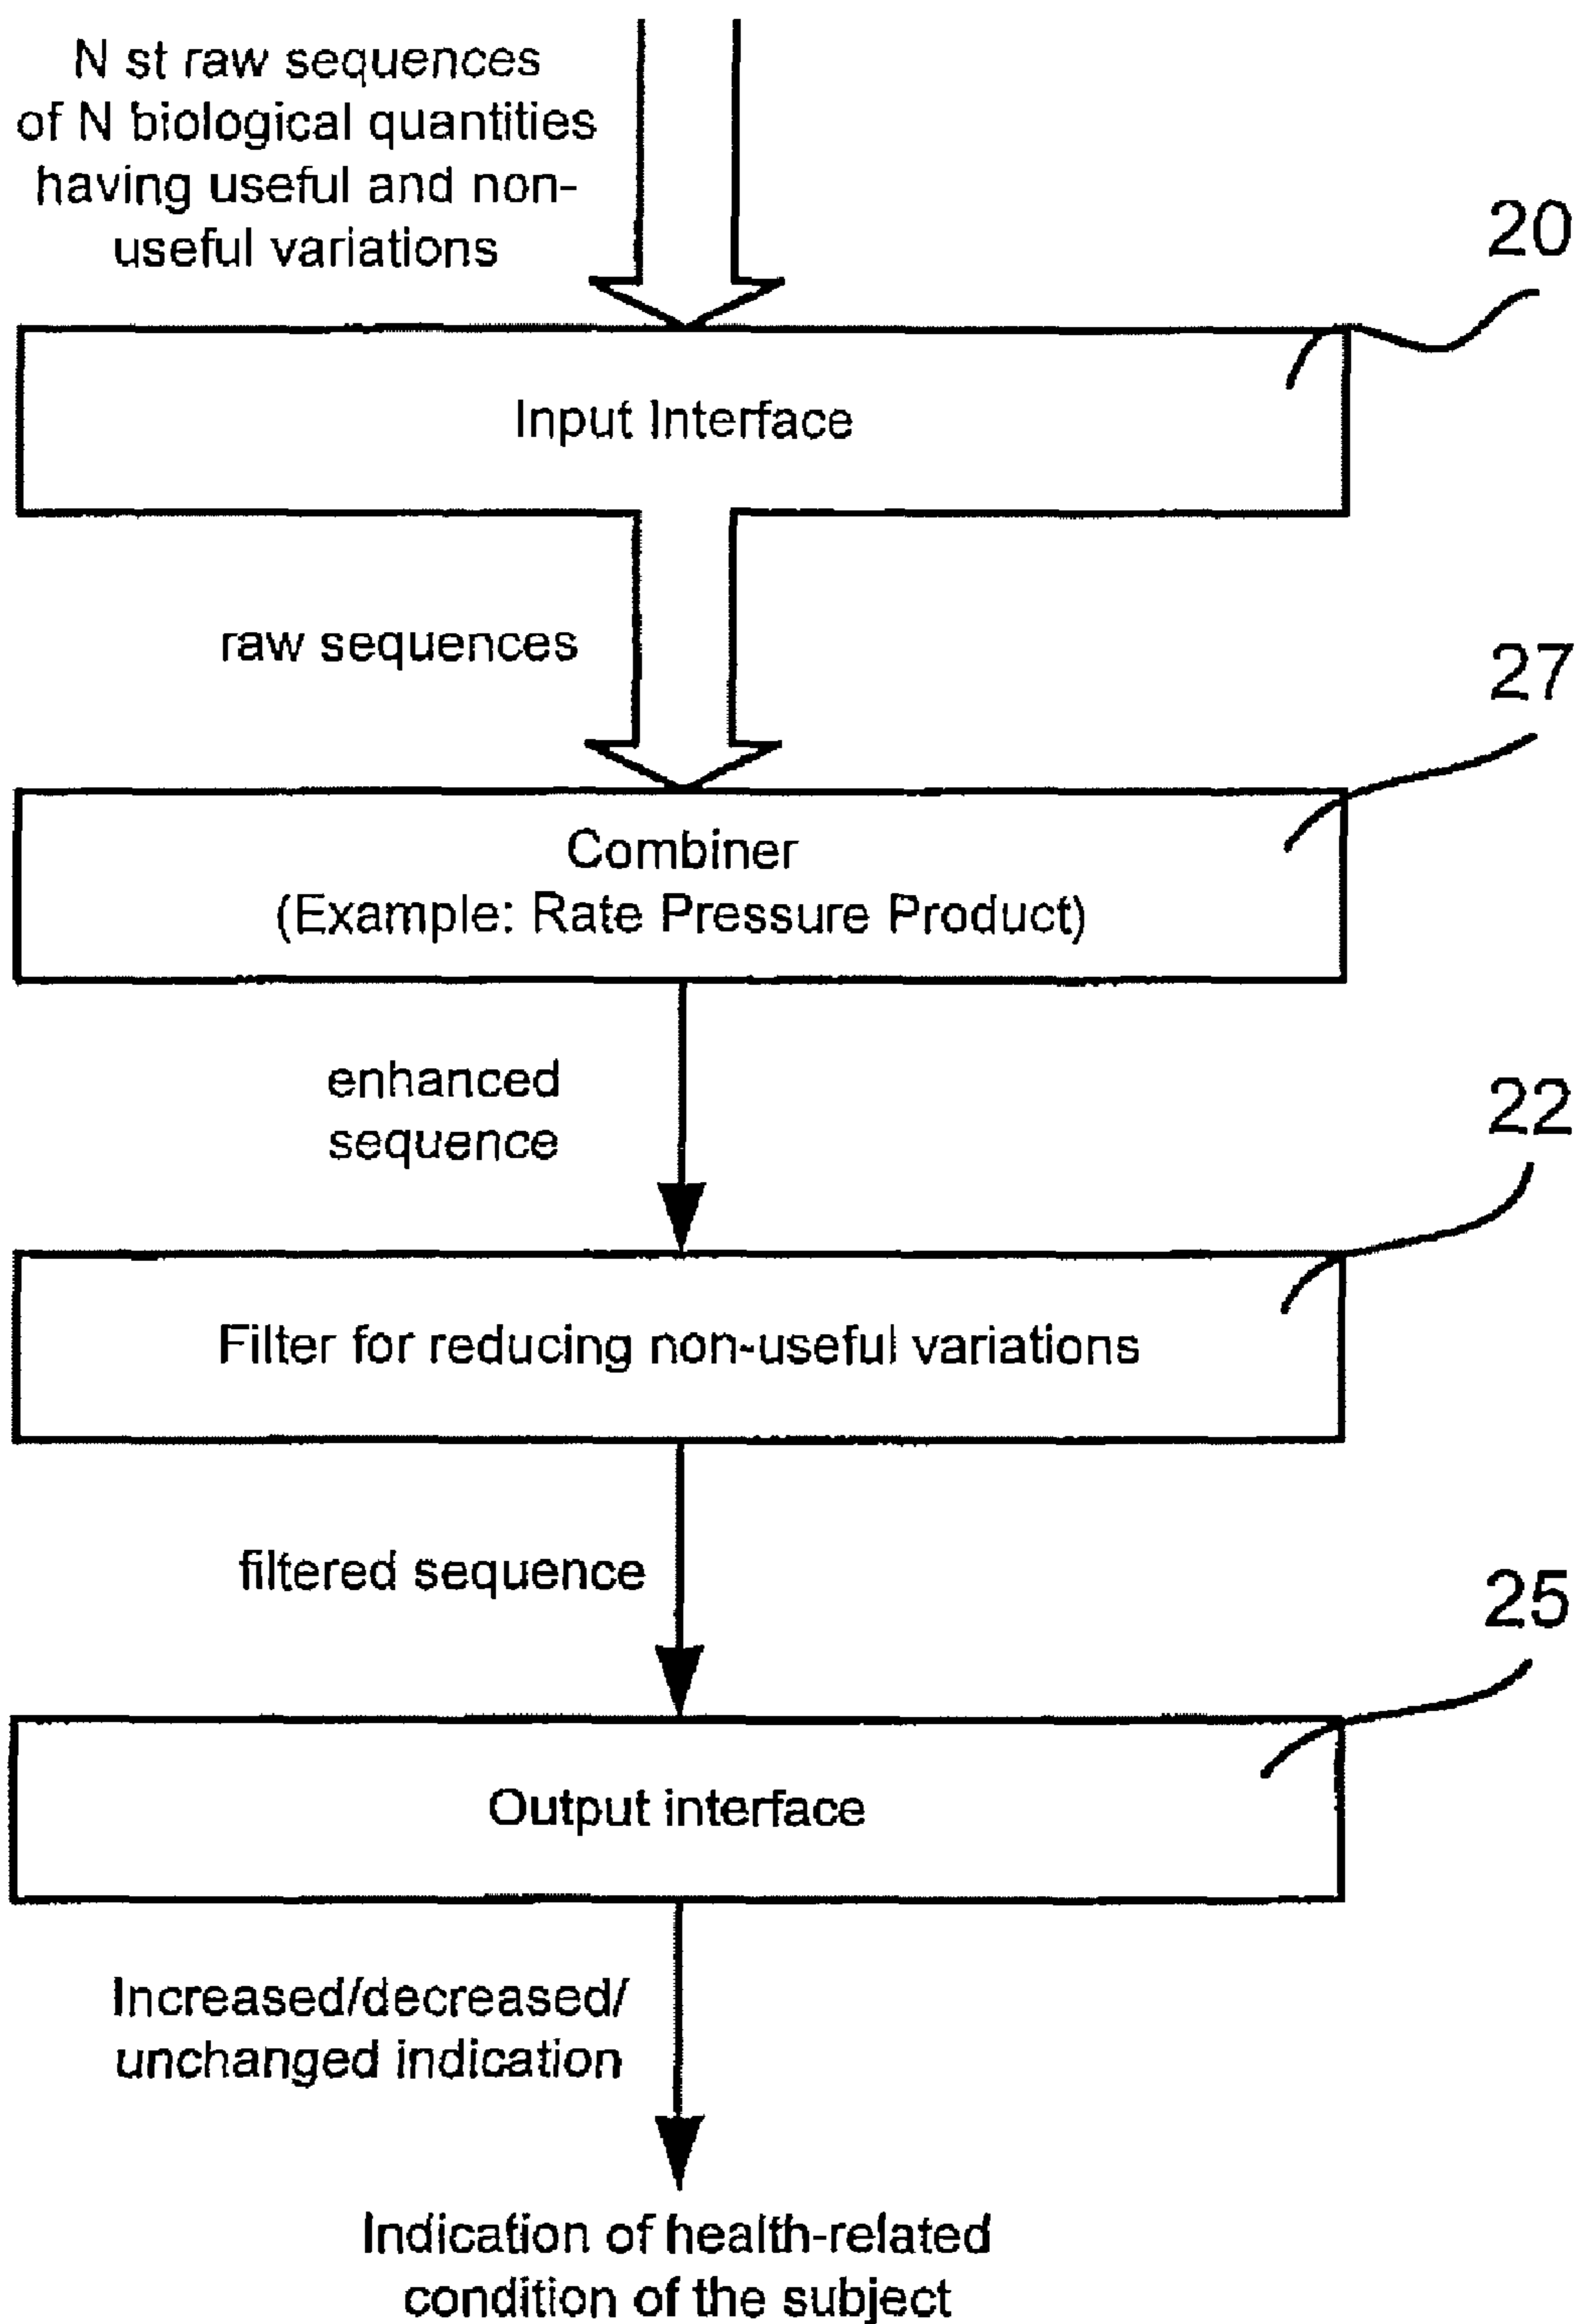 N st raw sequences
of N biological quantities
having useful and non-
useful variations
20
Input Interface
raw sequences
27
Combiner
(Example: Rate Pressure Product)
enhanced
sequence
22
Filter for reducing non-useful variations
filtered sequence
25
Output interface
Increased/decreased/
unchanged indication
Indication of health-related
condition of the subject